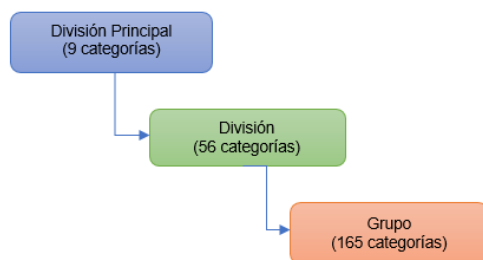 División Principal
(9 categorías)
División
(56 categorías)
Grupo
(165 categorías)